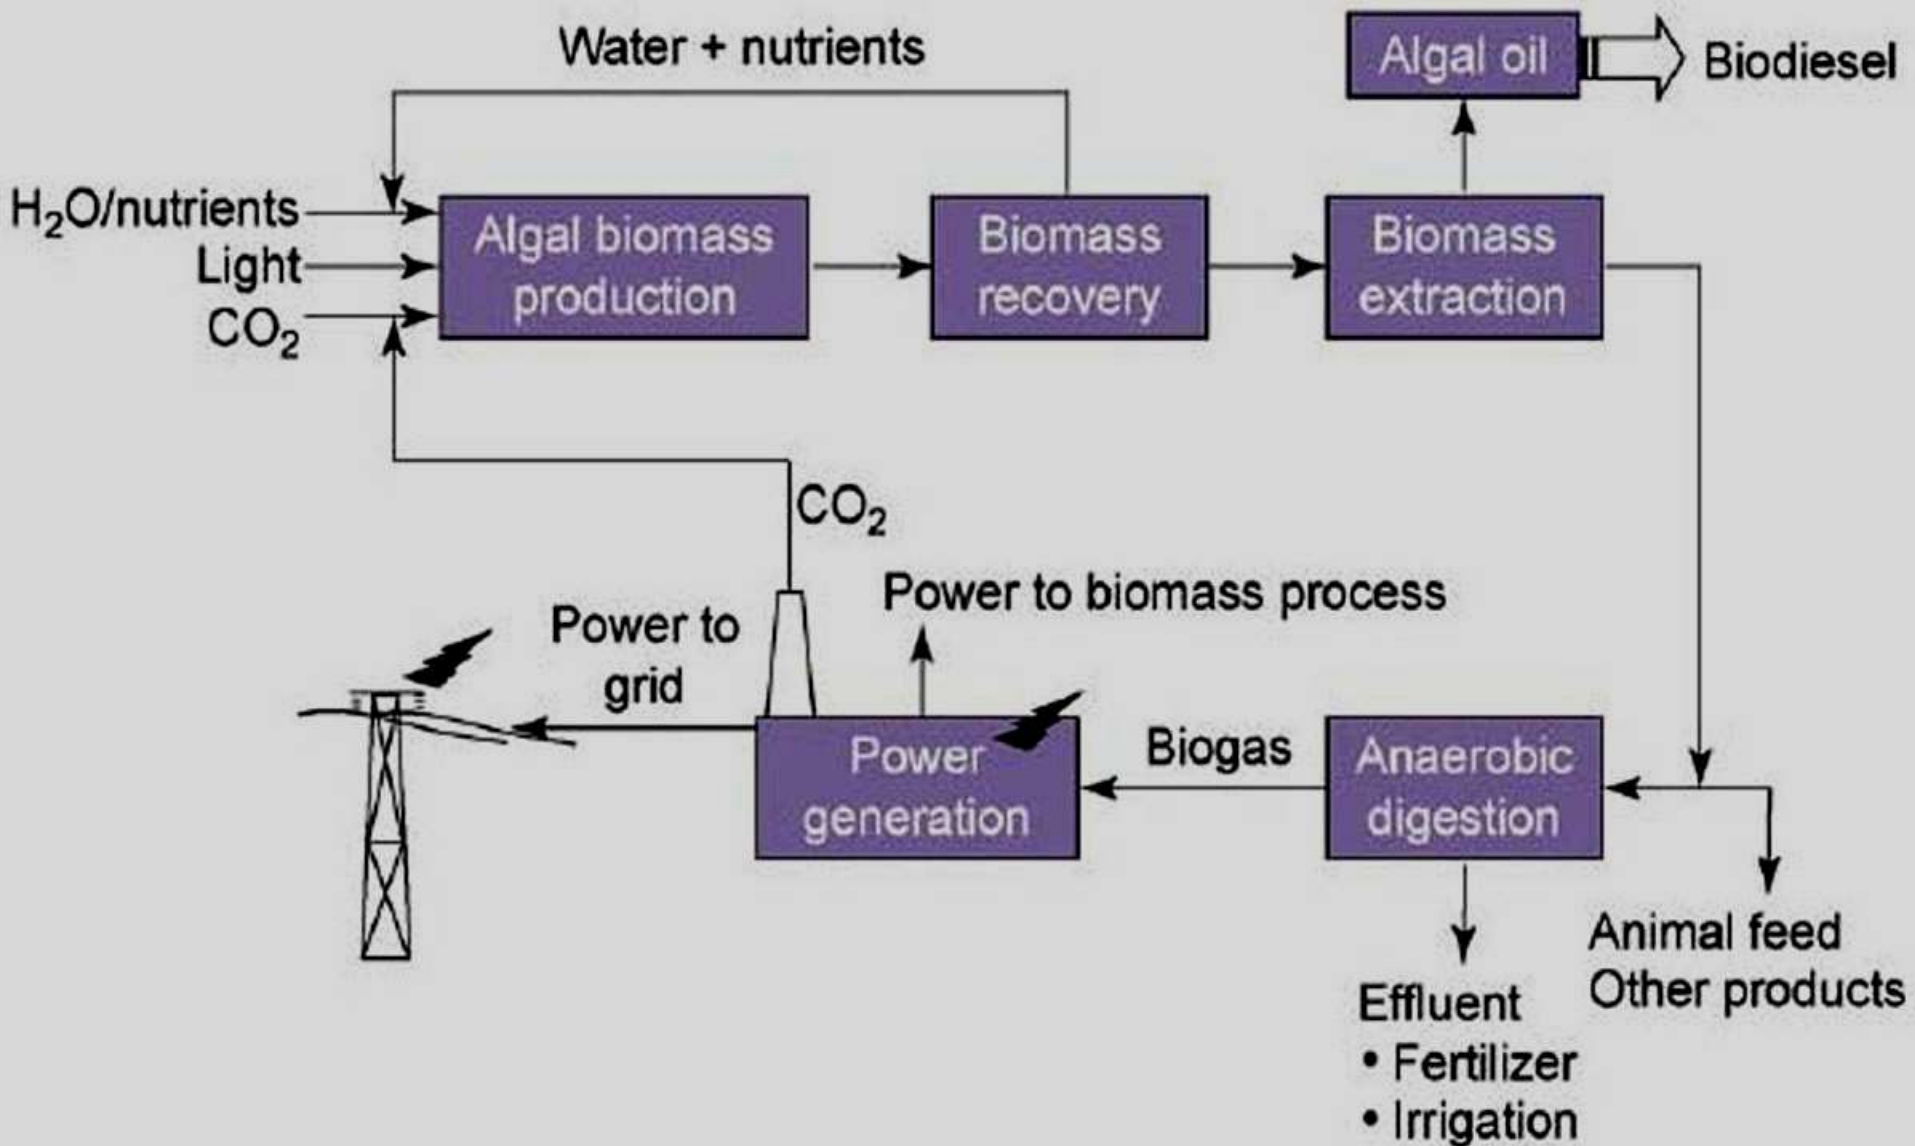 Water + nutrients
Algal oil
Biodiesel
H₂O/nutrients
Light
CO₂
Algal biomass
production
Biomass
recovery
Biomass
extraction
CO₂
Power to biomass process
Power to
grid
Power
generation
Biogas
Anaerobic
digestion
Animal feed
Other products
Effluent
• Fertilizer
• Irrigation